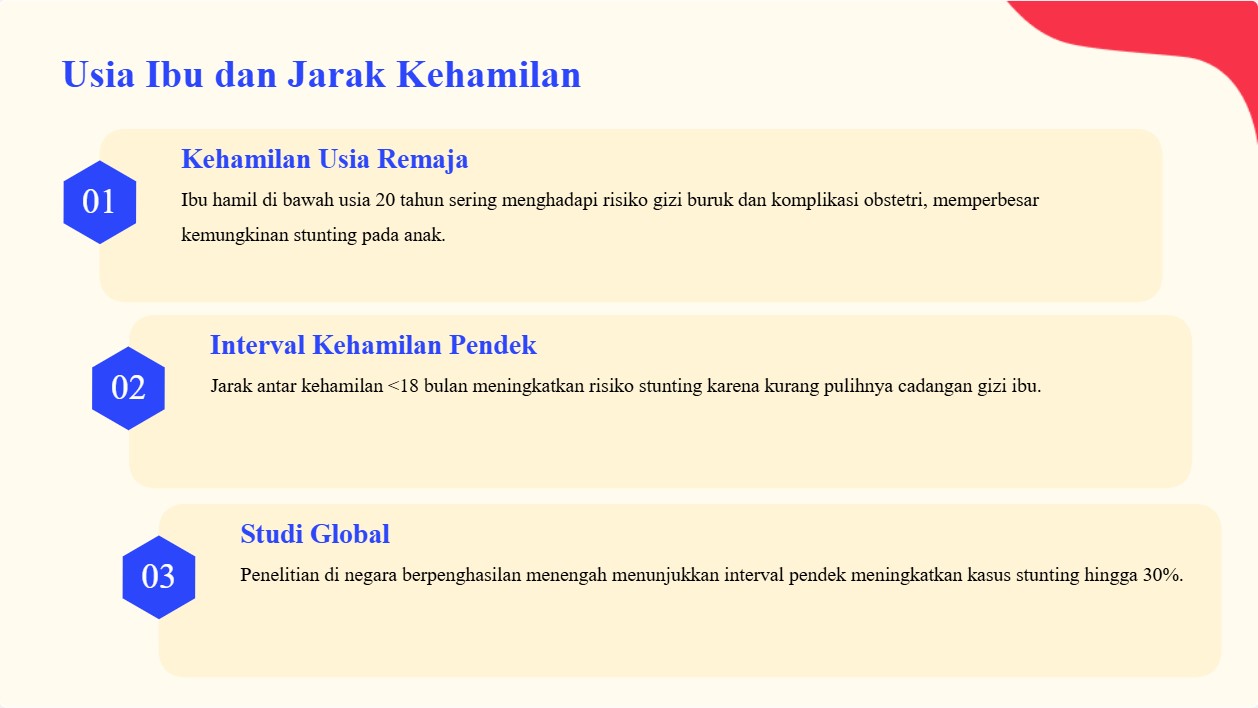 Usia Ibu dan Jarak Kehamilan
01
Kehamilan Usia Remaja
Ibu hamil di bawah usia 20 tahun sering menghadapi risiko gizi buruk dan komplikasi obstetri, memperbesar
kemungkinan stunting pada anak.
02
Interval Kehamilan Pendek
Jarak antar kehamilan <18 bulan meningkatkan risiko stunting karena kurang pulihnya cadangan gizi ibu.
03
Studi Global
Penelitian di negara berpenghasilan menengah menunjukkan interval pendek meningkatkan kasus stunting hingga 30%.